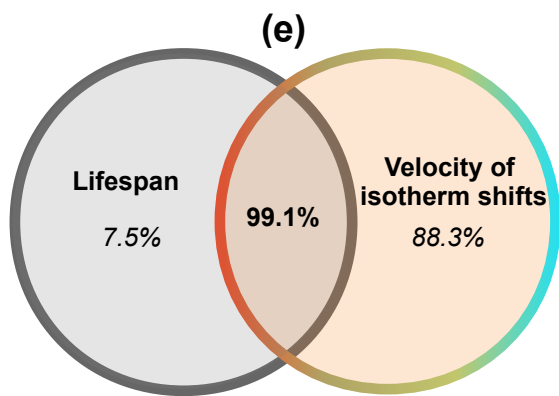 (e)
Lifespan
7.5%
99.1%
Velocity of
isotherm shifts
88.3%